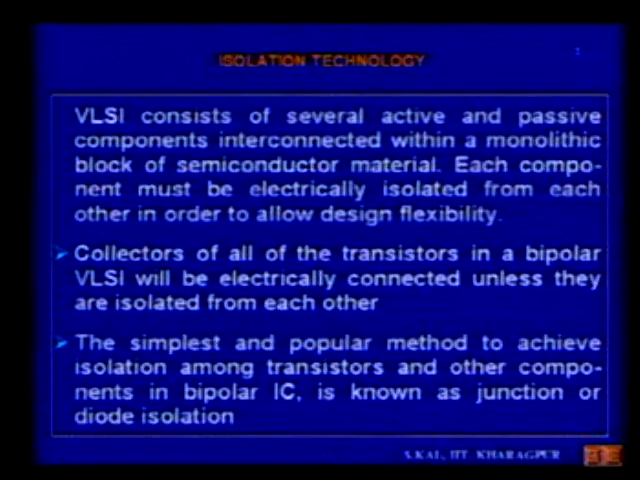 ISOLATION TECHNOLOGY
VLSI consists of several active and passive
components interconnected within a monolithic
block of semiconductor material. Each compo-
nent must be electrically isolated from each
other in order to allow design flexibility.
Collectors of all of the transistors in a bipolar
VLSI will be electrically connected unless they
are isolated from each other
The simplest and popular method to achieve
isolation among transistors and other compo-
nents in bipolar IC, is known as junction or
diode isolation
S.KAL, IIT KHARAGPUR